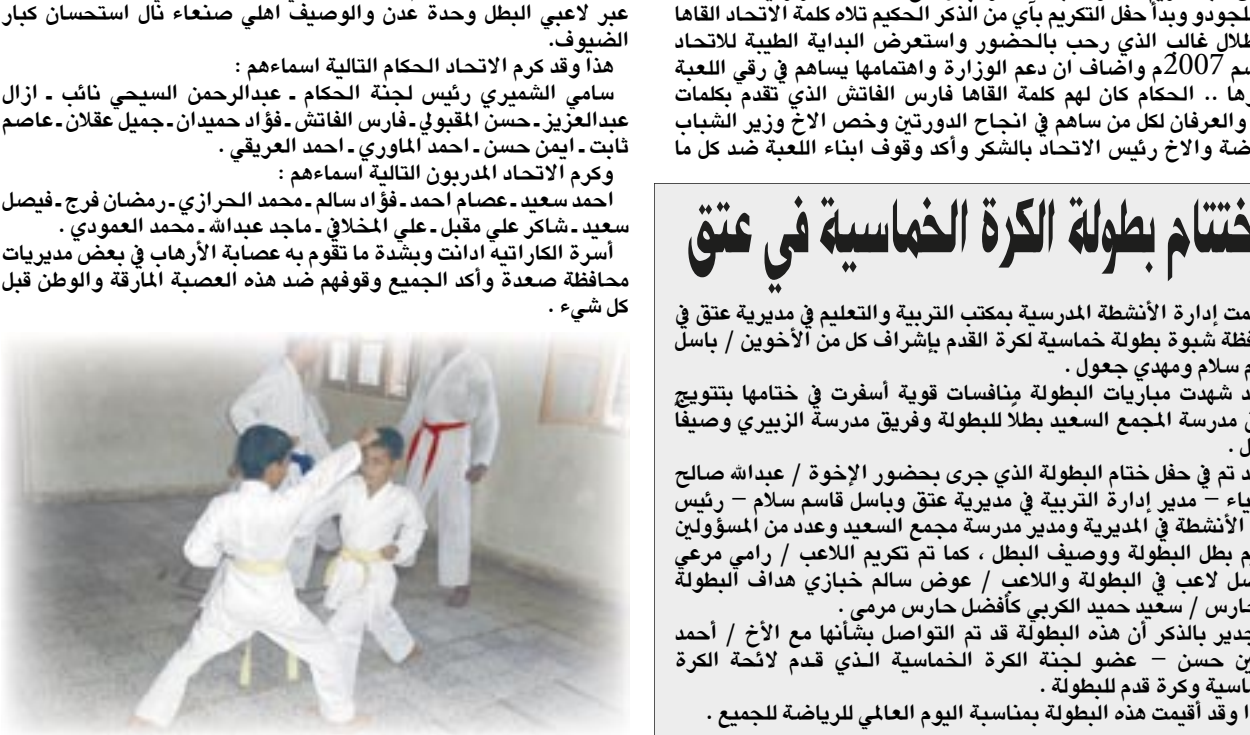 للجودو وبدأ حفل التكريم بآي من الذكر الحكيم تلاه كلمة الاتحاد القاها
طلال غالب الذي رحب بالحضور واستعرض البداية الطيبة للاتحاد
2007م واضاف ان دعم الوزارة واهتمامها يساهم في رقي اللعبة
.. الحكام كان لهم كلمة القاها فارس الفاتش الذي تقدم بكلمات
والعرفان لكل من ساهم في انجاح الدورتين وخص الاخ وزير الشباب
والاخ رئيس الاتحاد بالشكر وأكد وقوف ابناء اللعبة ضد كل ما
عبر لاعبي البطل وحدة عدن والوصيف اهلي صنعاء نال استحسان كبار
الضيوف.
هذا وقد كرم الاتحاد الحكام التالية اسماءهم :
سامي الشميري رئيس لجنة الحكام ـ عبدالرحمن السيحي نائب ـ ازال
عبدالعزيز ـ حسن المقبولي ـ فارس الفاتش ـ فؤاد حميدان ـ جميل عقلان ـ عاصم
ثابت ـ ايمن حسن ـ احمد الماوري ـ احمد العريقي .
وكرم الاتحاد المدربون التالية اسماءهم :
احمد سعيد ـ عصام احمد ـ فؤاد سالم ـ محمد الحرازي ـ رمضان فرج ـ فيصل
سعيد ـ شاكر علي مقبل ـ علي المخلافي ـ ماجد عبدالله ـ محمد العمودي .
أسرة الكاراتيه ادانت وبشدة ما تقوم به عصابة الأرهاب في بعض مديريات
محافظة صعدة وأكد الجميع وقوفهم ضد هذه العصبة المارقة والوطن قبل
كل شيء .
ختتام بطولة الكرة الخماسية في عتق
مت إدارة الأنشطة المدرسية بمكتب التربية والتعليم في مديرية عتق في
فظة شبوة بطولة خماسية لكرة القدم بإشراف كل من الأخوين / باسل
م سلام ومهدي جعول .
د شهدت مباريات البطولة منافسات قوية أسفرت في ختامها بتتويج
ق مدرسة المجمع السعيد بطلاً للبطولة وفريق مدرسة الزبيري وصيفاً
ل .
د تم في حفل ختام البطولة الذي جرى بحضور الإخوة / عبدالله صالح
ياء – مدير إدارة التربية في مديرية عتق وباسل قاسم سلام – رئيس
الأنشطة في المديرية ومدير مدرسة مجمع السعيد وعدد من المسؤولين
م بطل البطولة ووصيف البطل ، كما تم تكريم اللاعب / رامي مرعي
ضل لاعب في البطولة واللاعب / عوض سالم خبازي هداف البطولة
حارس / سعيد حميد الكربي كأفضل حارس مرمى .
جدير بالذكر أن هذه البطولة قد تم التواصل بشأنها مع الأخ / أحمد
ين حسن – عضو لجنة الكرة الخماسية الذي قدم لائحة الكرة
ماسية وكرة قدم للبطولة .
ا وقد أقيمت هذه البطولة بمناسبة اليوم العالمي للرياضة للجميع .